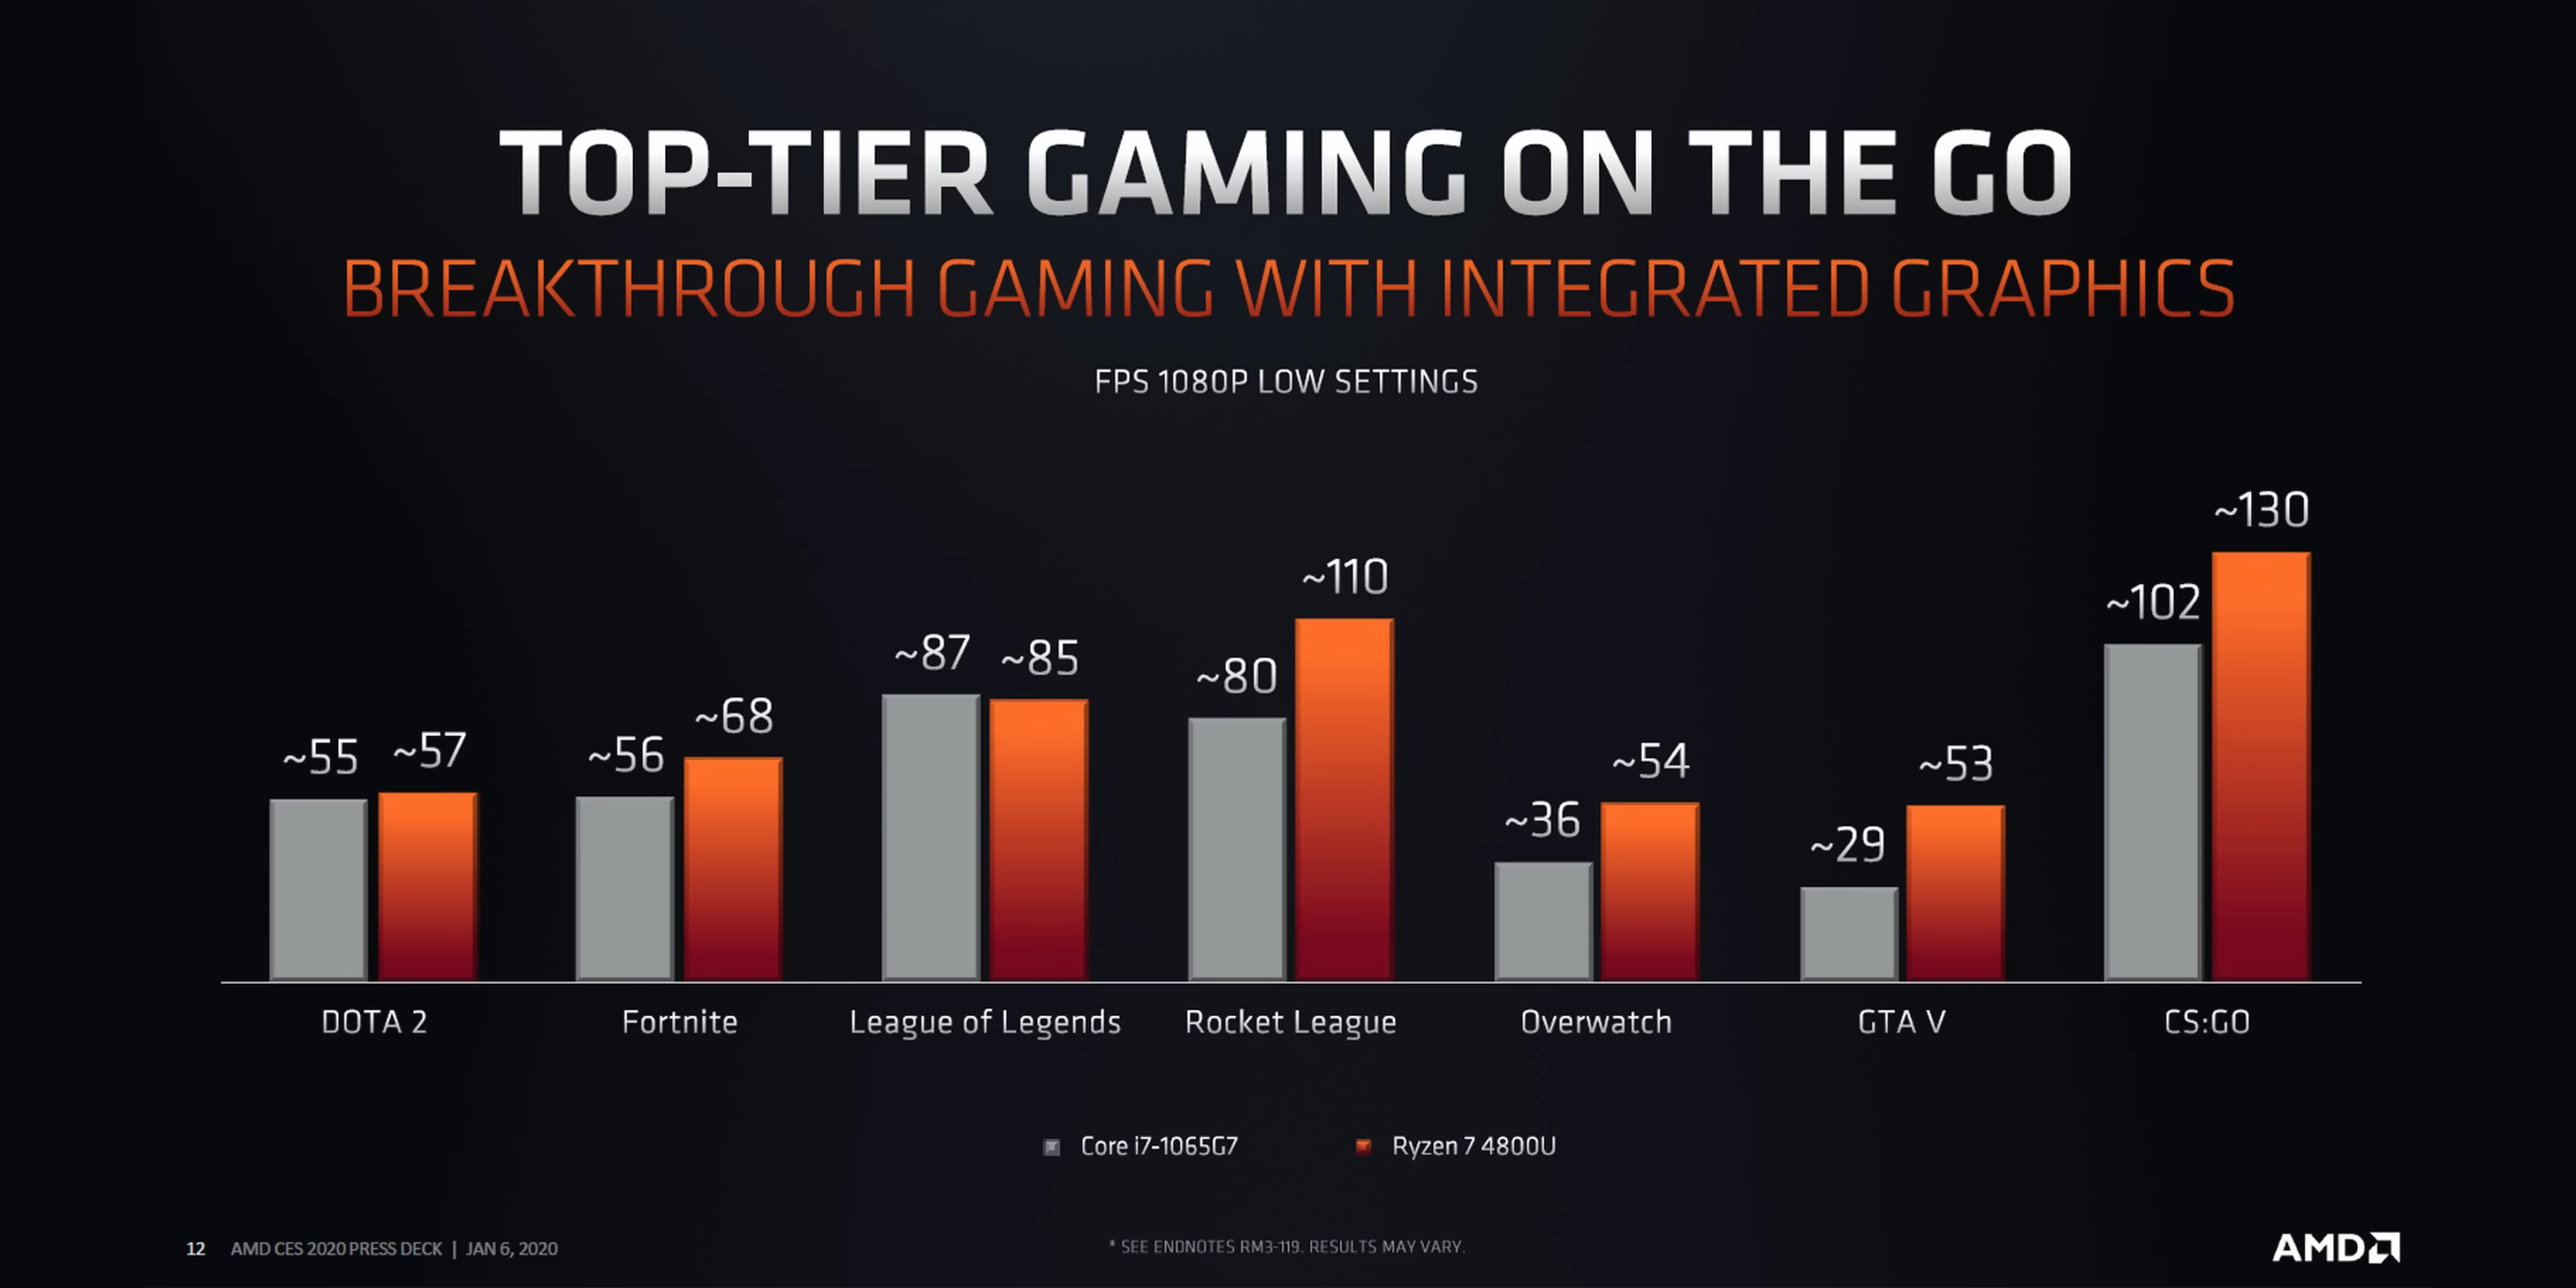 TOP-TIER GAMING ON THE GO
BREAKTHROUGH GAMING WITH INTEGRATED GRAPHICS
FPS 1080P LOW SETTINGS
~55 ~57 ~56 ~68 ~87 ~85 ~80 ~110 ~36 ~54 ~29 ~53 ~102 ~130
DOTA 2 Fortnite League of Legends Rocket League Overwatch GTA V CS:GO
Core i7-1065G7 Ryzen 7 4800U
12 AMD CES 2020 PRESS DECK | JAN 6, 2020 * SEE ENDNOTES RM3-119. RESULTS MAY VARY. AMD